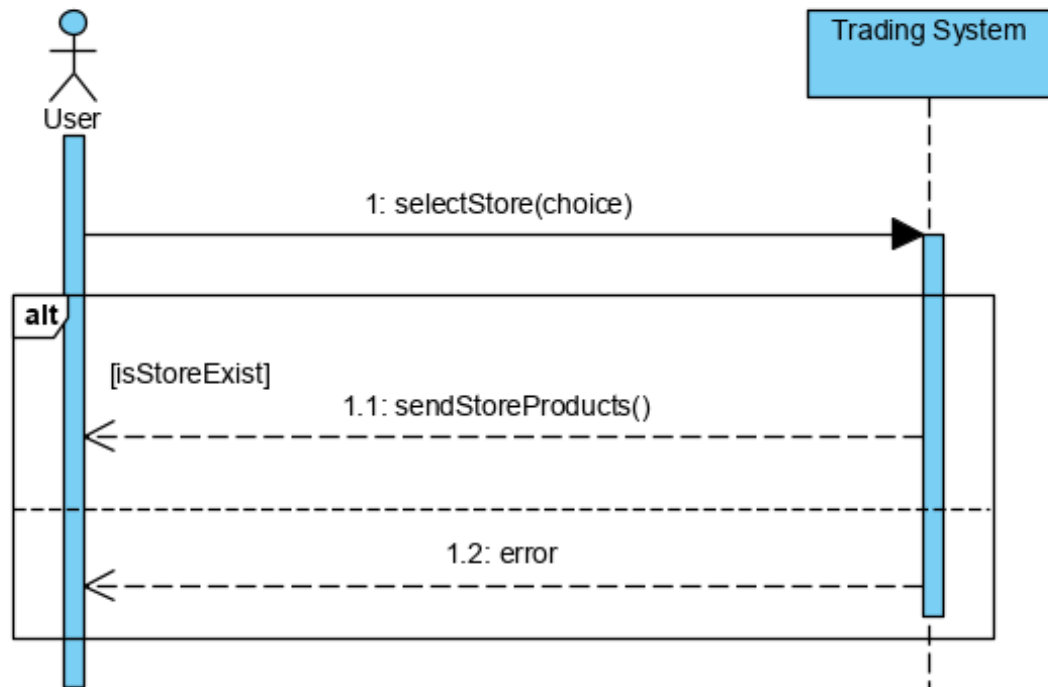 Trading System
User
1: selectStore(choice)
alt
[isStoreExist]
1.1: sendStoreProducts()
1.2: error